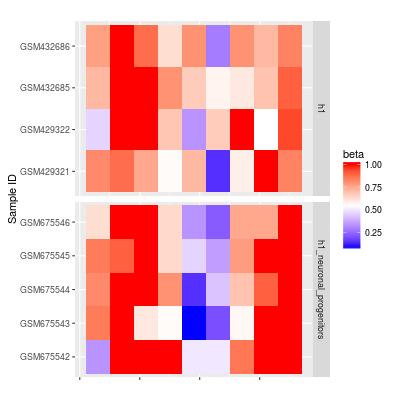 GSM432686
GSM432685
GSM429322
GSM429321
h1
GSM675546
GSM675545
GSM675544
GSM675543
GSM675542
h1_neuronal_progenitors
Sample ID
beta
1.00
0.75
0.50
0.25